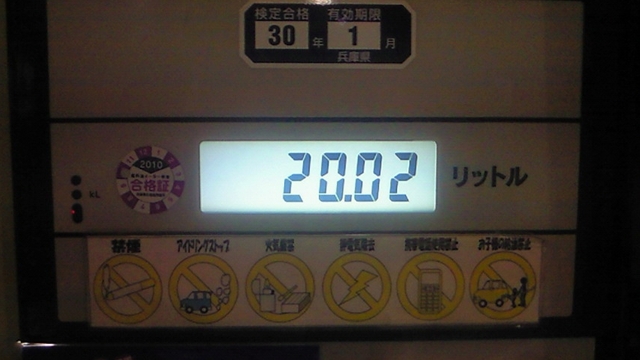 検定合格 有効期限
30 年 1 月
兵庫県
2010
合格証
20.02 リットル
kL
禁煙 アイドリングストップ 火気厳禁 静電気除去 携帯電話使用禁止 お子様の給油禁止